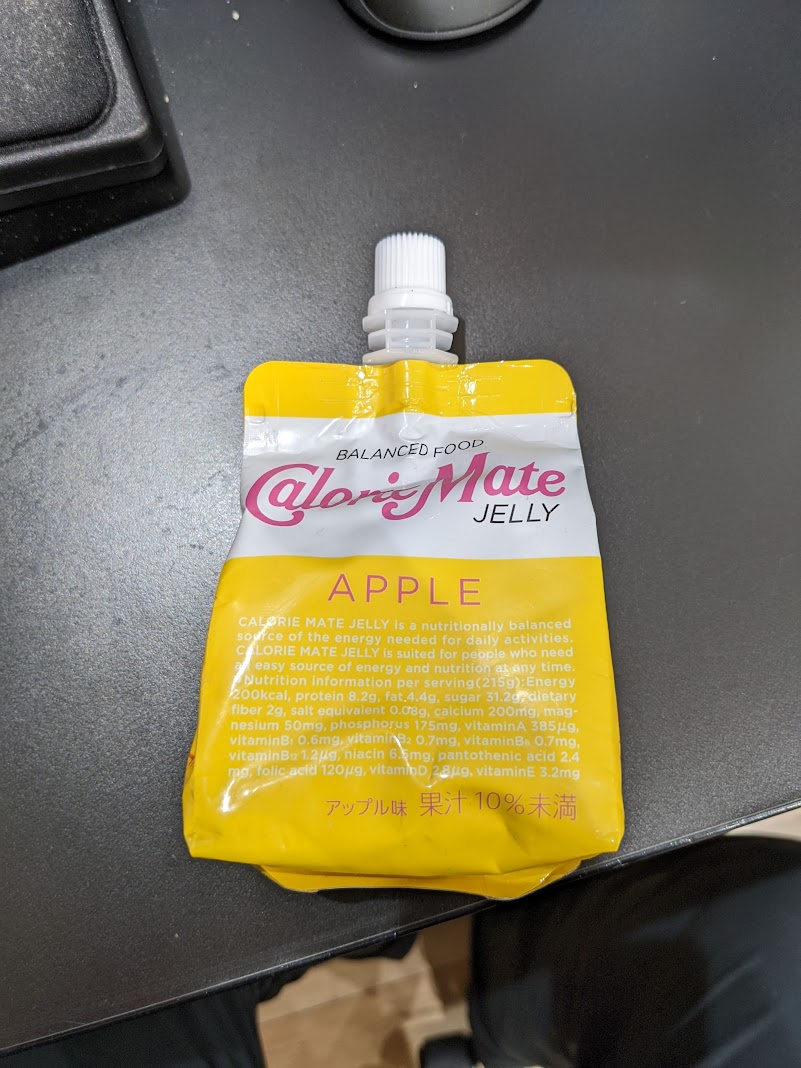 BALANCED FOOD
Calorie Mate
JELLY
APPLE
CALORIE MATE JELLY is a nutritionally balanced
source of the energy needed for daily activities.
CALORIE MATE JELLY is suited for people who need
an easy source of energy and nutrition at any time.
•Nutrition information per serving(215g):Energy
200kcal, protein 8.2g, fat 4.4g, sugar 31.2g, dietary
fiber 2g, salt equivalent 0.08g, calcium 200mg, mag-
nesium 50mg, phosphorus 175mg, vitaminA 385μg,
vitaminB₁ 0.6mg, vitaminB₂ 0.7mg, vitaminB₆ 0.7mg,
vitaminB₁₂ 1.2μg, niacin 6.5mg, pantothenic acid 2.4
mg, folic acid 120μg, vitaminD 2.8μg, vitaminE 3.2mg
アップル味 果汁10%未満